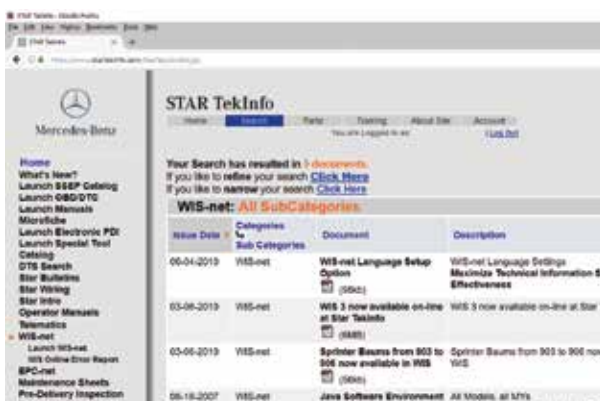 STAR TekInfo
Mercedes-Benz
Home
Search
Parts
Training
About Site
Account
You are Logged in as:
Log Out
Home
What's New?
Launch SSEP Catalog
Launch OBD/DTC
Launch Manuals
Microfiche
Launch Electronic PDI
Launch Special Tool
Catalog
DTB Search
Star Bulletins
Star Wiring
Star Intro
Operator Manuals
Telematics
WIS-net
Launch WIS-net
WIS Online Error Report
EPC-net
Maintenance Sheets
Pre-Delivery Inspection
Your Search has resulted in documents.
If you like to refine your search Click Here
If you like to narrow your search Click Here
WIS-net: All SubCategories
Issue Date
Categories
Sub Categories
Document
Description
WIS-net
WIS-net Language Setup
Option
WIS-net Language Settings
Maximize Technical Information S
Effectiveness
WIS-net
WIS 3 now available on-line
at Star TekInfo
WIS 3 now available on-line at Star
WIS-net
Sprinter Baums from 903 to
906 now available in WIS
Sprinter Baums from 903 to 906 now
WIS
WIS-net
Java Software Environment
All Models, all MYs